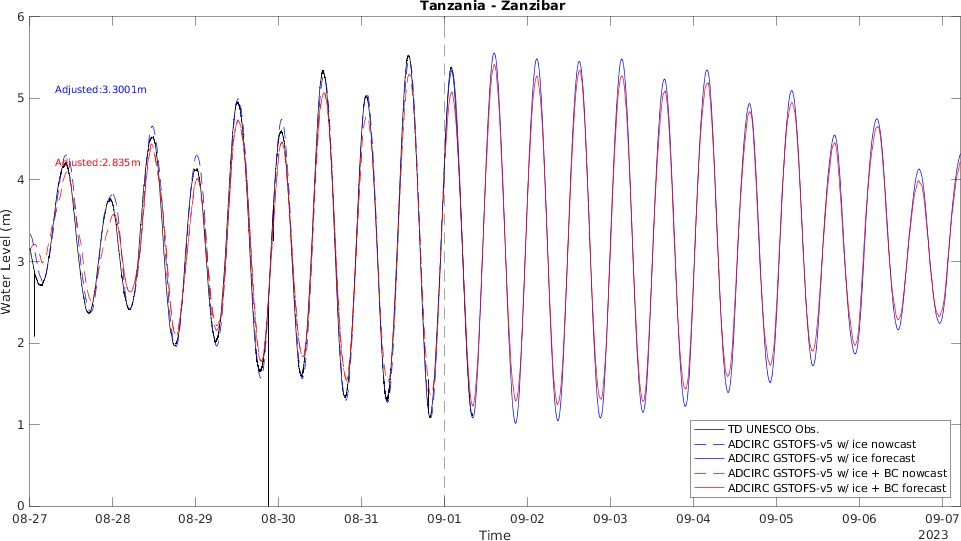 Tanzania - Zanzibar
Water Level (m)
6
5
4
3
2
1
0
Adjusted:3.3001m
Adjusted:2.835m
TD UNESCO Obs.
ADCIRC GSTOFS-v5 w/ ice nowcast
ADCIRC GSTOFS-v5 w/ ice forecast
ADCIRC GSTOFS-v5 w/ ice + BC nowcast
ADCIRC GSTOFS-v5 w/ ice + BC forecast
08-27 08-28 08-29 08-30 08-31 09-01 09-02 09-03 09-04 09-05 09-06 09-07
Time
2023